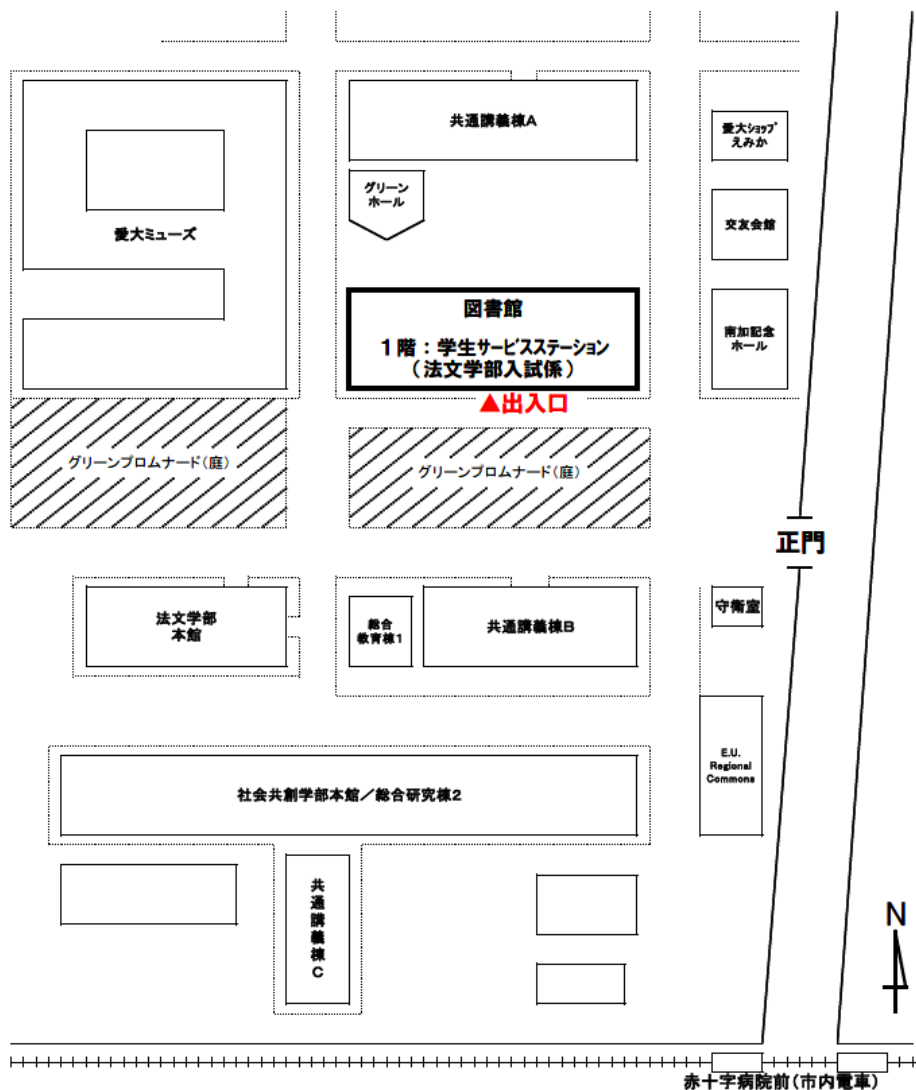 共通講義棟A
愛大ショップ
えみか
グリーン
ホール
交友会館
愛大ミューズ
図書館
1階：学生サービスステーション
（法文学部入試係）
南加記念
ホール
▲出入口
グリーンプロムナード（庭）
グリーンプロムナード（庭）
正門
法文学部
本館
総合
教育棟1
共通講義棟B
守衛室
E.U.
Regional
Commons
社会共創学部本館／総合研究棟2
共通講義棟C
N
赤十字病院前（市内電車）